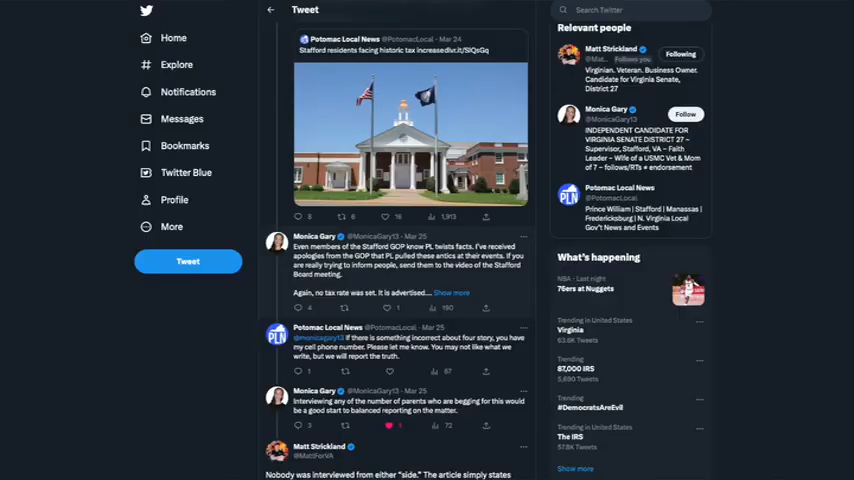 Tweet
Search Twitter
Home
Explore
Notifications
Messages
Bookmarks
Twitter Blue
Profile
More
Tweet
Potomac Local News @PotomacLocal · Mar 24
Stafford residents facing historic tax increasedlvr.it/SlQsGq
8 6 16 1,913
Monica Gary @MonicaGary13 · Mar 25
Even members of the Stafford GOP know PL twists facts. I've received
apologies from the GOP that PL pulled these antics at their events. If you
are really trying to inform people, send them to the video of the Stafford
Board meeting.
Again, no tax rate was set. It is advertised.... Show more
4 1 190
PLN
Potomac Local News @PotomacLocal · Mar 25
@monicagary13 If there is something incorrect about four story, you have
my cell phone number. Please let me know. You may not like what we
write, but we will report the truth.
1 67
Monica Gary @MonicaGary13 · Mar 25
Interviewing any of the number of parents who are begging for this would
be a good start to balanced reporting on the matter.
3 1 72
Matt Strickland
@MattForVA
Nobody was interviewed from either "side." The article simply states
Relevant people
Matt Strickland
@Mat... Follows you
Following
Virginian. Veteran. Business Owner.
Candidate for Virginia Senate,
District 27
Monica Gary
@MonicaGary13
Follow
INDEPENDENT CANDIDATE FOR
VIRGINIA SENATE DISTRICT 27 –
Supervisor, Stafford, VA – Faith
Leader – Wife of a USMC Vet & Mom
of 7 – follows/RTs ≠ endorsement
PLN
Potomac Local News
@PotomacLocal
Prince William | Stafford | Manassas |
Fredericksburg | N. Virginia Local
Gov't News and Events
What's happening
NBA · Last night
76ers at Nuggets
Trending in United States
Virginia
63.6K Tweets
Trending
87,000 IRS
5,690 Tweets
Trending
#DemocratsAreEvil
Trending in United States
The IRS
57.8K Tweets
Show more